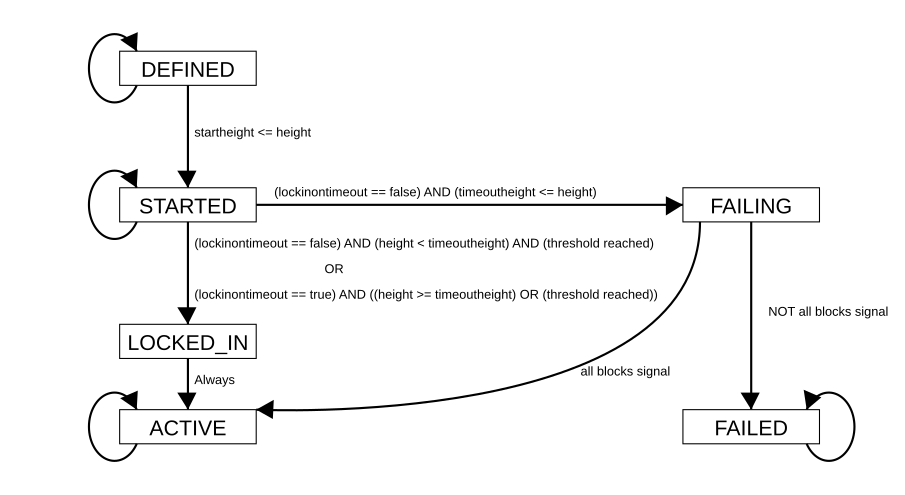 DEFINED
startheight <= height
STARTED
(lockinontimeout == false) AND (timeoutheight <= height)
FAILING
(lockinontimeout == false) AND (height < timeoutheight) AND (threshold reached)
OR
(lockinontimeout == true) AND ((height >= timeoutheight) OR (threshold reached))
NOT all blocks signal
LOCKED_IN
all blocks signal
Always
ACTIVE
FAILED